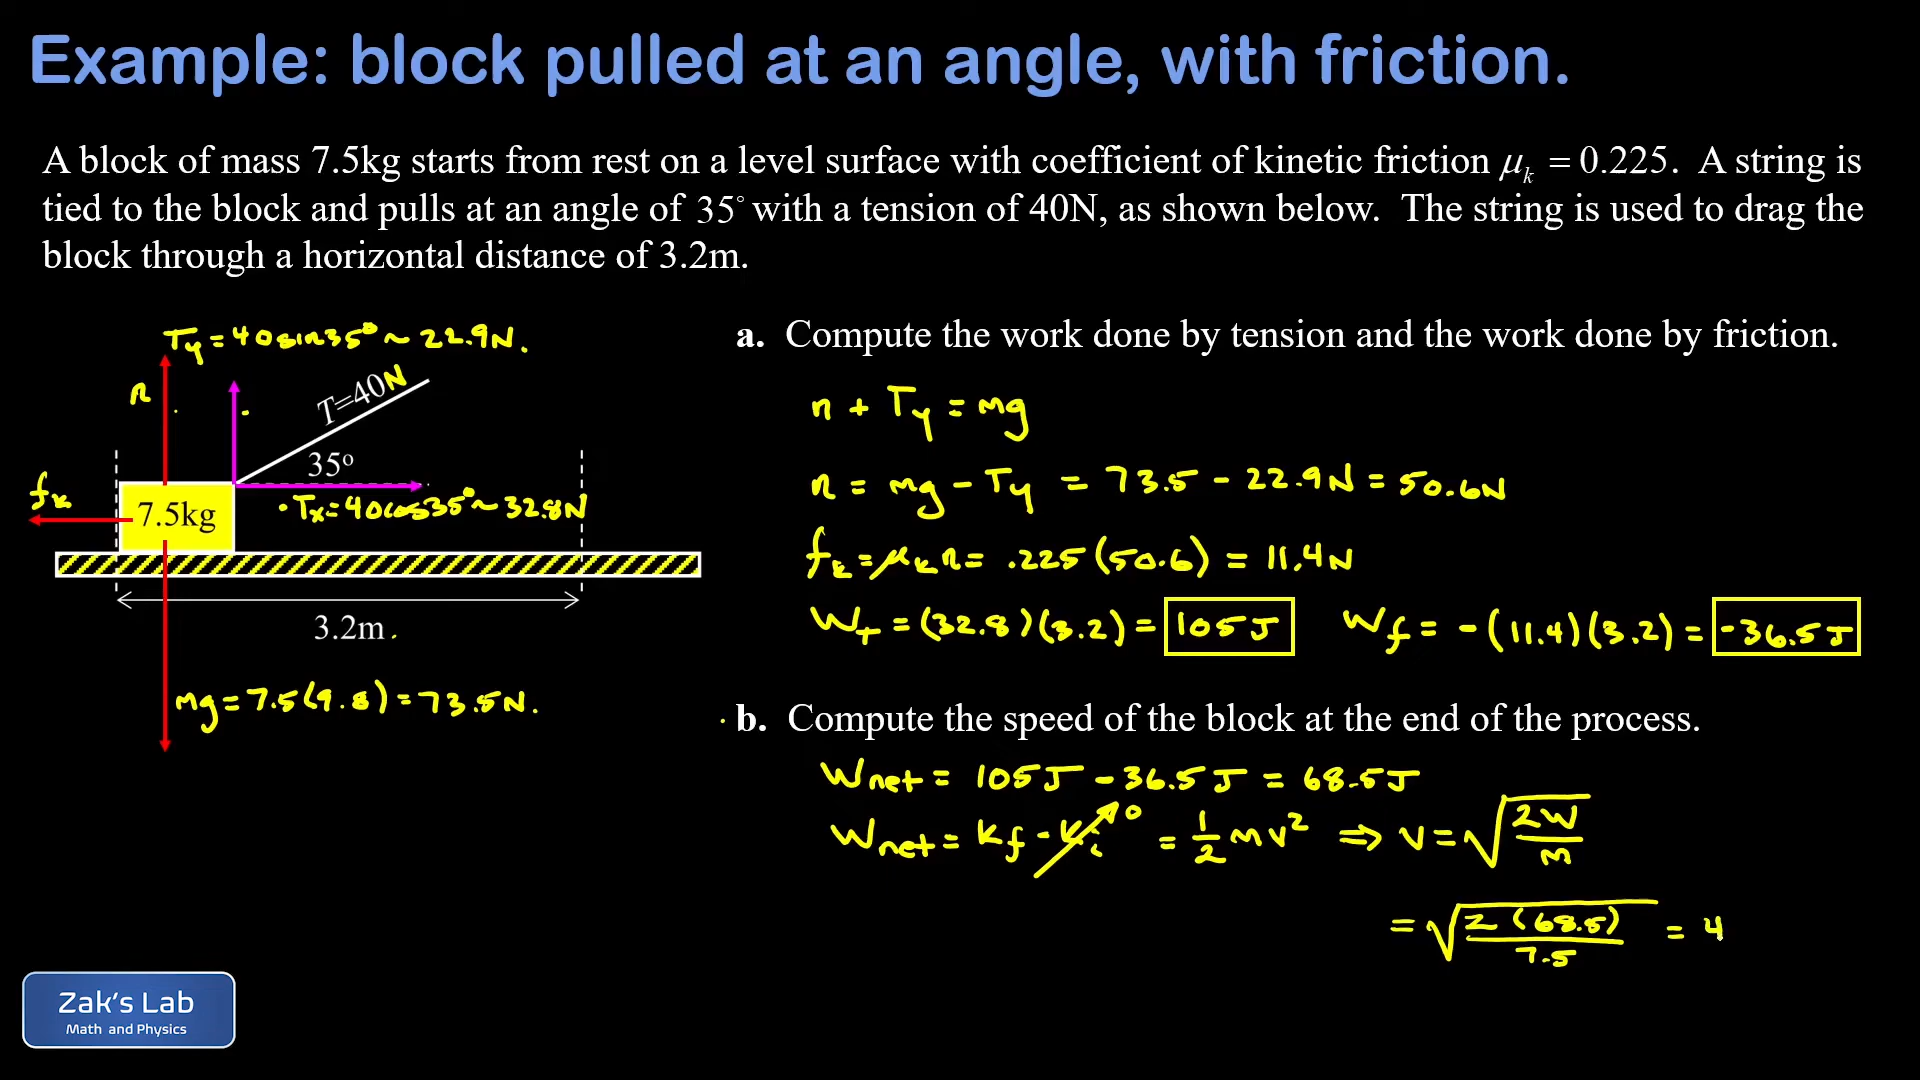 Example: block pulled at an angle, with friction.
A block of mass 7.5kg starts from rest on a level surface with coefficient of kinetic friction μₖ = 0.225. A string is
tied to the block and pulls at an angle of 35° with a tension of 40N, as shown below. The string is used to drag the
block through a horizontal distance of 3.2m.
Ty = 40sin35° ~ 22.9N.
n
T=40N
35°
fk
7.5kg
Tx = 40cos35° ~ 32.8N
3.2m.
mg = 7.5(9.8) = 73.5N.
a. Compute the work done by tension and the work done by friction.
n + Ty = mg
n = mg - Ty = 73.5 - 22.9N = 50.6N
fk = μk n = .225(50.6) = 11.4N
WT = (32.8)(3.2) = 105J Wf = -(11.4)(3.2) = -36.5J
b. Compute the speed of the block at the end of the process.
Wnet = 105J - 36.5J = 68.5J
Wnet = Kf - Ki 0 = 1/2 mv² ⇒ v = √(2W/m)
= √(2(68.5)/7.5) = 4
Zak's Lab
Math and Physics